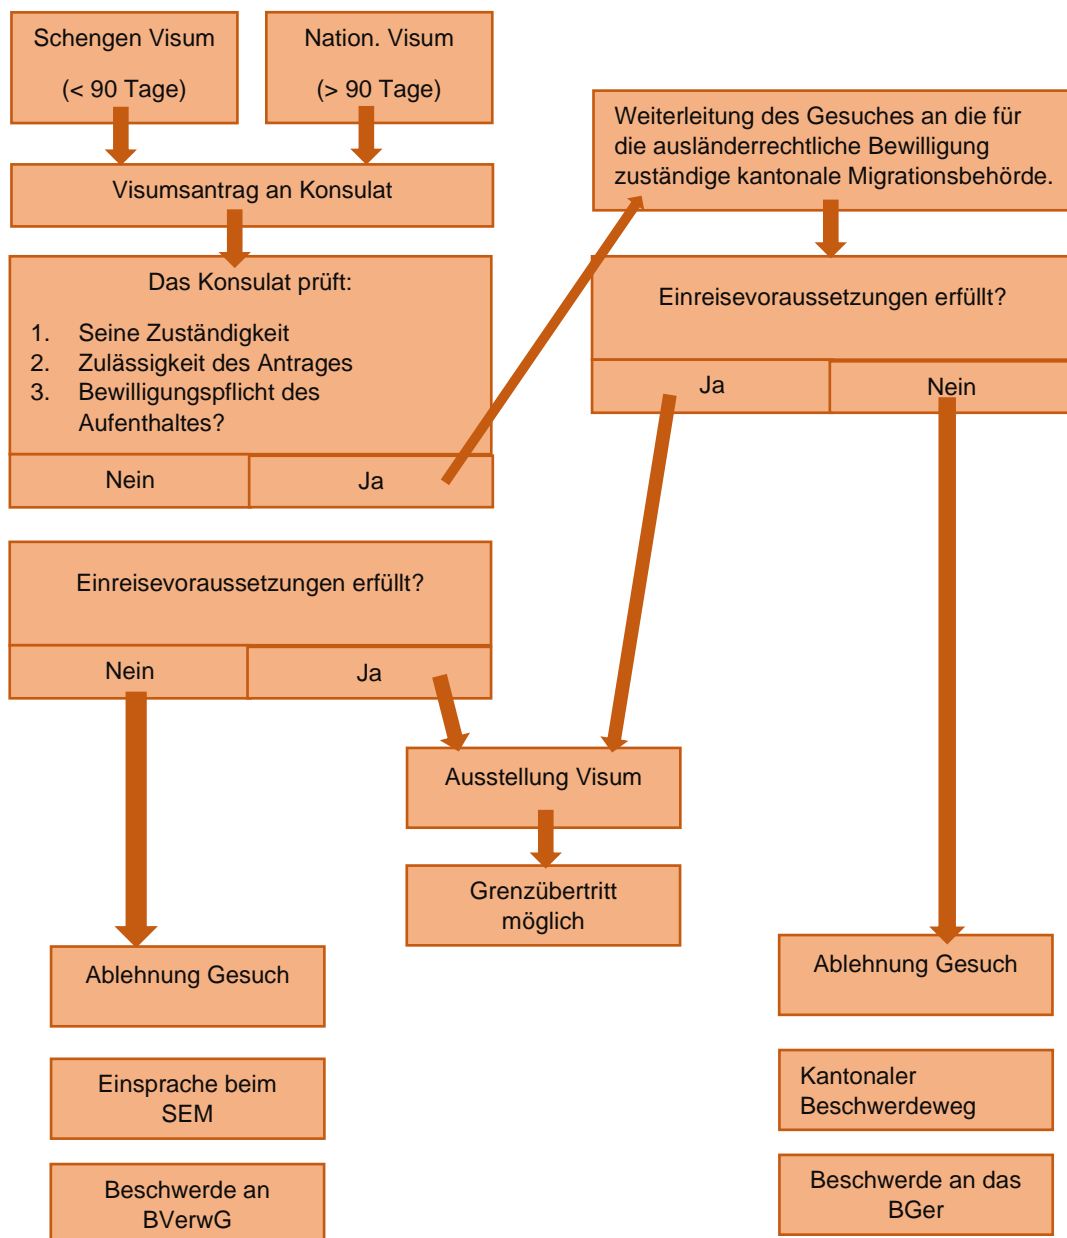 Schengen Visum
(< 90 Tage)
Nation. Visum
(> 90 Tage)
Visumsantrag an Konsulat
Das Konsulat prüft:
1. Seine Zuständigkeit
2. Zulässigkeit des Antrages
3. Bewilligungspflicht des
Aufenthaltes?
Nein
Ja
Weiterleitung des Gesuches an die für
die ausländerrechtliche Bewilligung
zuständige kantonale Migrationsbehörde.
Einreisevoraussetzungen erfüllt?
Ja
Nein
Einreisevoraussetzungen erfüllt?
Nein
Ja
Ausstellung Visum
Grenzübertritt
möglich
Ablehnung Gesuch
Einsprache beim
SEM
Beschwerde an
BVerwG
Ablehnung Gesuch
Kantonaler
Beschwerdeweg
Beschwerde an das
BGer